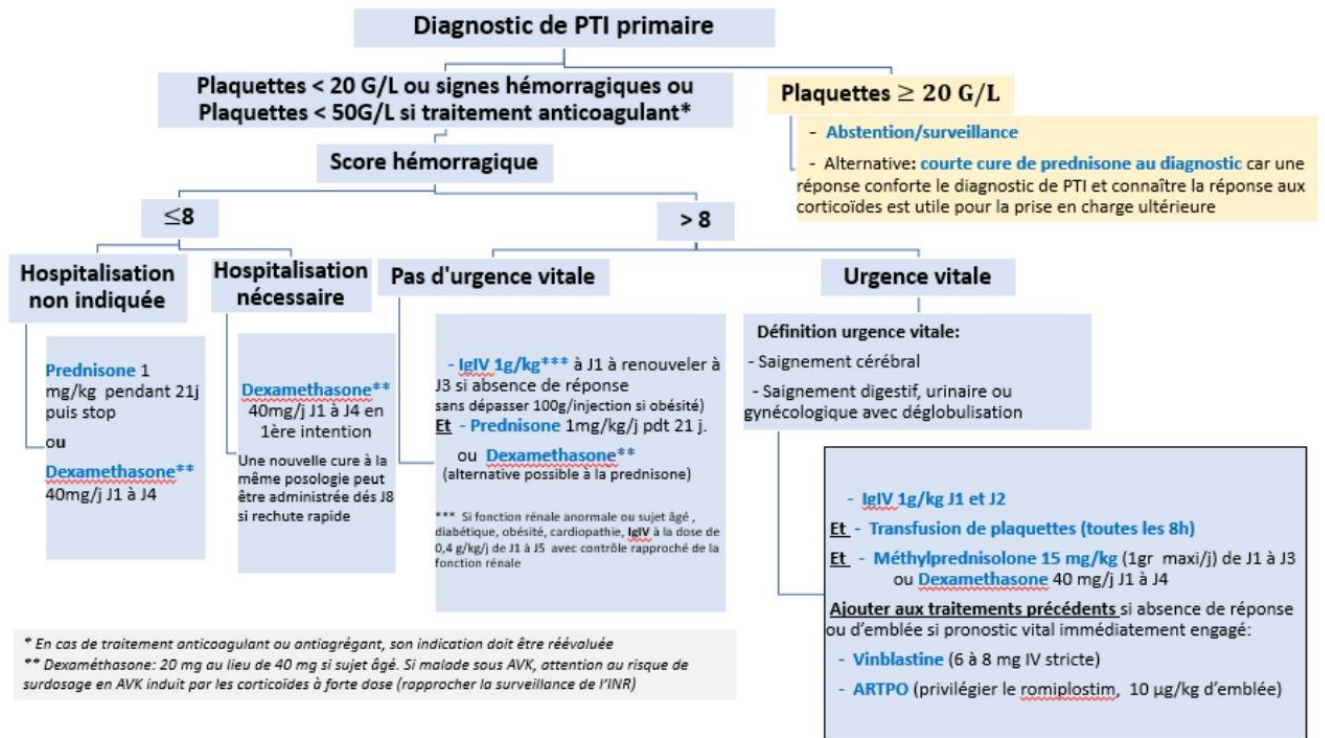 Diagnostic de PTI primaire
Plaquettes < 20 G/L ou signes hémorragiques ou
Plaquettes < 50G/L si traitement anticoagulant*
Plaquettes ≥ 20 G/L
- Abstention/surveillance
- Alternative: courte cure de prednisone au diagnostic car une
réponse conforte le diagnostic de PTI et connaître la réponse aux
corticoïdes est utile pour la prise en charge ultérieure
Score hémorragique
≤8
> 8
Hospitalisation
non indiquée
Prednisone 1
mg/kg pendant 21j
puis stop
ou
Dexamethasone**
40mg/j J1 à J4
Hospitalisation
nécessaire
Dexamethasone**
40mg/j J1 à J4 en
1ère intention
Une nouvelle cure à la
même posologie peut
être administrée dés J8
si rechute rapide
Pas d'urgence vitale
- IgIV 1g/kg*** à J1 à renouveler à
J3 si absence de réponse
sans dépasser 100g/injection si obésité)
Et - Prednisone 1mg/kg/j pdt 21 j.
ou Dexamethasone**
(alternative possible à la prednisone)
*** Si fonction rénale anormale ou sujet âgé ,
diabétique, obésité, cardiopathie, IgIV à la dose de
0,4 g/kg/j de J1 à J5 avec contrôle rapproché de la
fonction rénale
Urgence vitale
Définition urgence vitale:
- Saignement cérébral
- Saignement digestif, urinaire ou
gynécologique avec déglobulisation
- IgIV 1g/kg J1 et J2
Et - Transfusion de plaquettes (toutes les 8h)
Et - Méthylprednisolone 15 mg/kg (1gr maxi/j) de J1 à J3
ou Dexamethasone 40 mg/j J1 à J4
Ajouter aux traitements précédents si absence de réponse
ou d'emblée si pronostic vital immédiatement engagé:
- Vinblastine (6 à 8 mg IV stricte)
- ARTPO (privilégier le romiplostim, 10 µg/kg d'emblée)
* En cas de traitement anticoagulant ou antiagrégant, son indication doit être réévaluée
** Dexaméthasone: 20 mg au lieu de 40 mg si sujet âgé. Si malade sous AVK, attention au risque de
surdosage en AVK induit par les corticoïdes à forte dose (rapprocher la surveillance de l'INR)